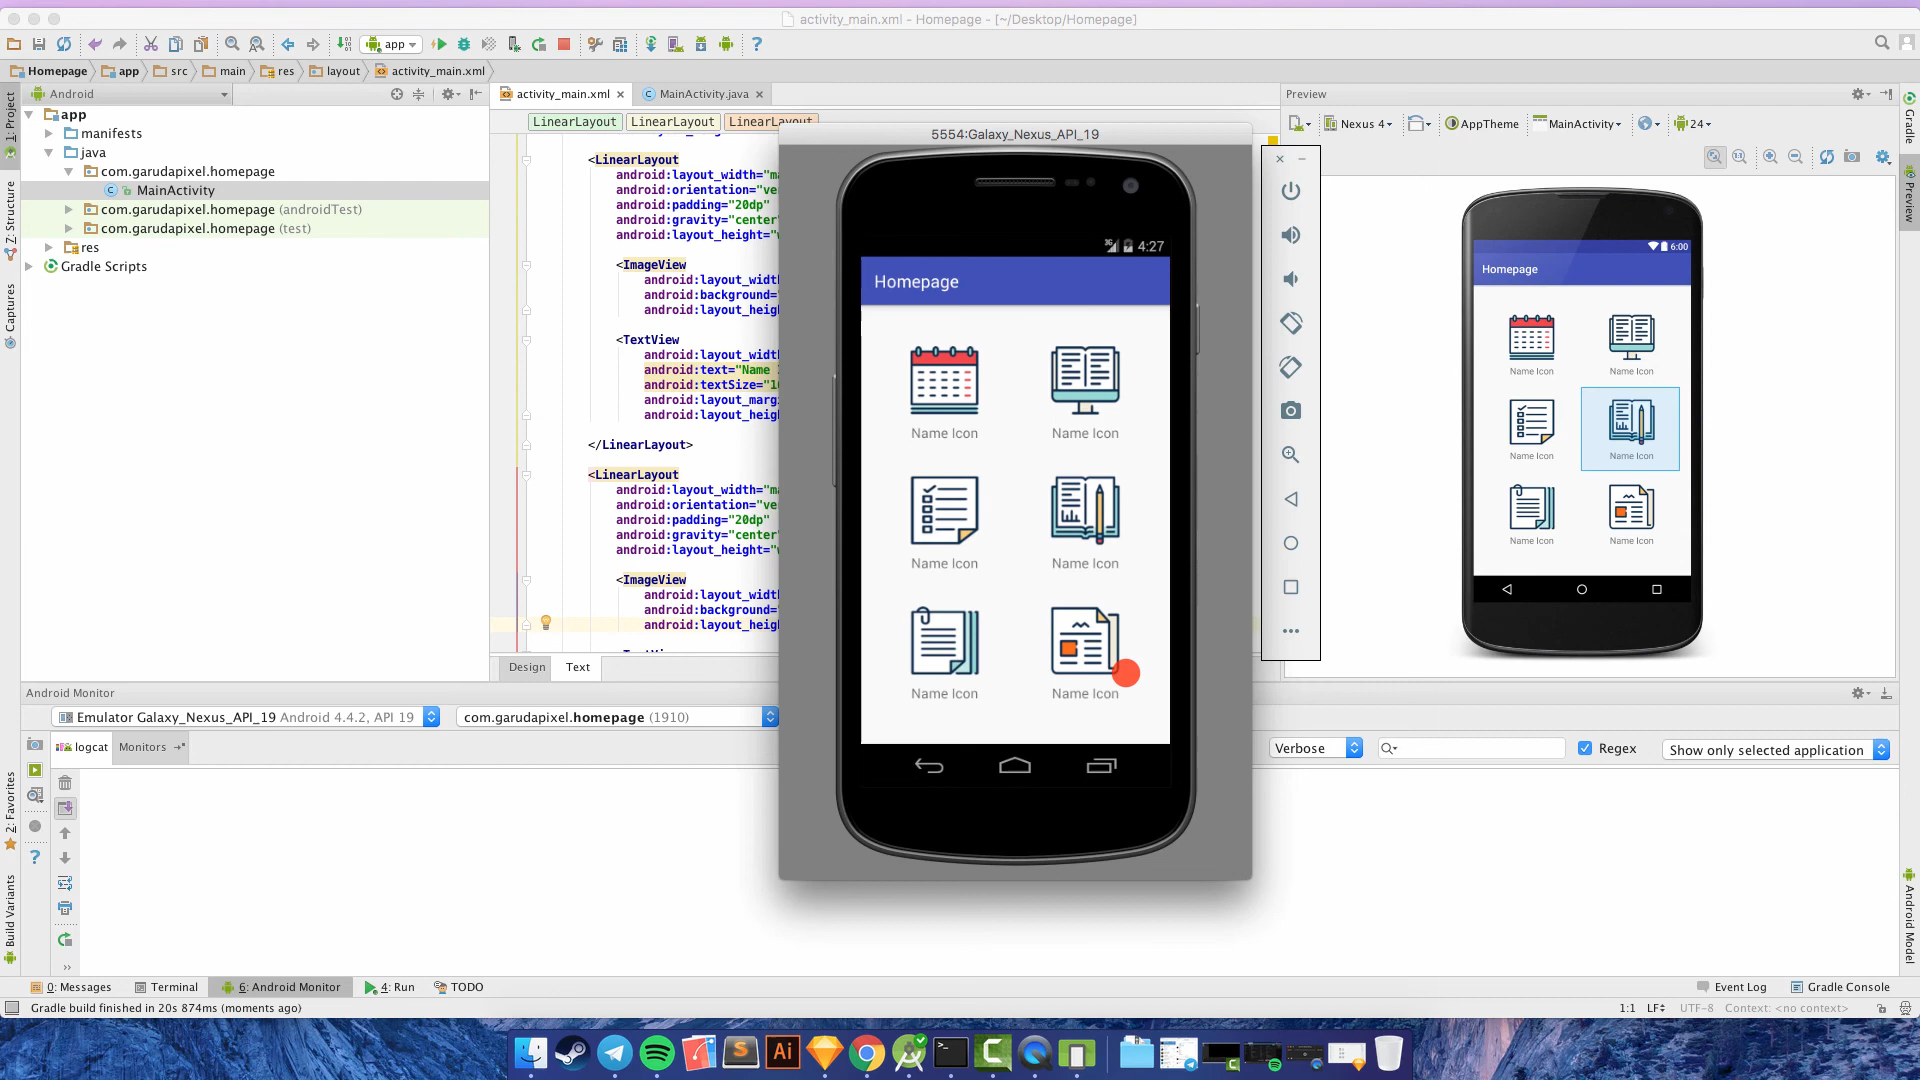 activity_main.xml - Homepage - [~/Desktop/Homepage]
app
Homepage app src main res layout activity_main.xml
Android
activity_main.xml MainActivity.java
Preview
LinearLayout LinearLayout LinearLayout
Nexus 4 AppTheme MainActivity 24
1: Project
Z: Structure
Captures
2: Favorites
Build Variants
app
manifests
java
com.garudapixel.homepage
MainActivity
com.garudapixel.homepage (androidTest)
com.garudapixel.homepage (test)
res
Gradle Scripts
<LinearLayout
android:layout_width="ma
android:orientation="ve
android:padding="20dp"
android:gravity="center
android:layout_height="w
<ImageView
android:layout_widt
android:background=
android:layout_heig
<TextView
android:layout_widt
android:text="Name
android:textSize="1
android:layout_marg
android:layout_heig
</LinearLayout>
<LinearLayout
android:layout_width="ma
android:orientation="ve
android:padding="20dp"
android:gravity="center
android:layout_height="w
<ImageView
android:layout_widt
android:background=
android:layout_heig
Design Text
5554:Galaxy_Nexus_API_19
3G 4:27
Homepage
Name Icon Name Icon
Name Icon Name Icon
Name Icon Name Icon
6:00
Homepage
Name Icon Name Icon
Name Icon Name Icon
Name Icon Name Icon
Gradle
Preview
Android Model
Android Monitor
Emulator Galaxy_Nexus_API_19 Android 4.4.2, API 19
com.garudapixel.homepage (1910)
logcat Monitors
Verbose Regex Show only selected application
0: Messages Terminal 6: Android Monitor 4: Run TODO
Event Log Gradle Console
Gradle build finished in 20s 874ms (moments ago)
1:1 LF UTF-8 Context: <no context>
S Ai